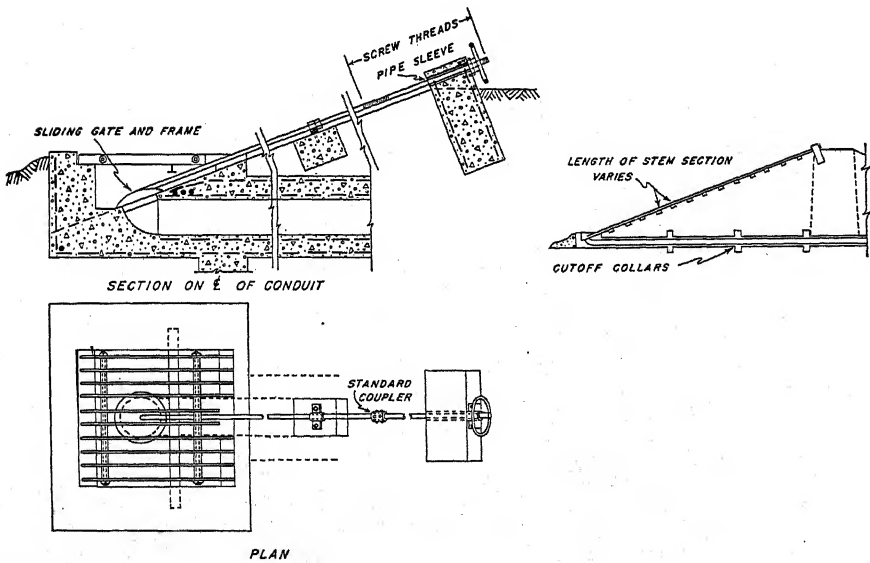 SCREW THREADS
PIPE SLEEVE
SLIDING GATE AND FRAME
SECTION ON ℄ OF CONDUIT
LENGTH OF STEM SECTION
VARIES
CUTOFF COLLARS
STANDARD
COUPLER
PLAN